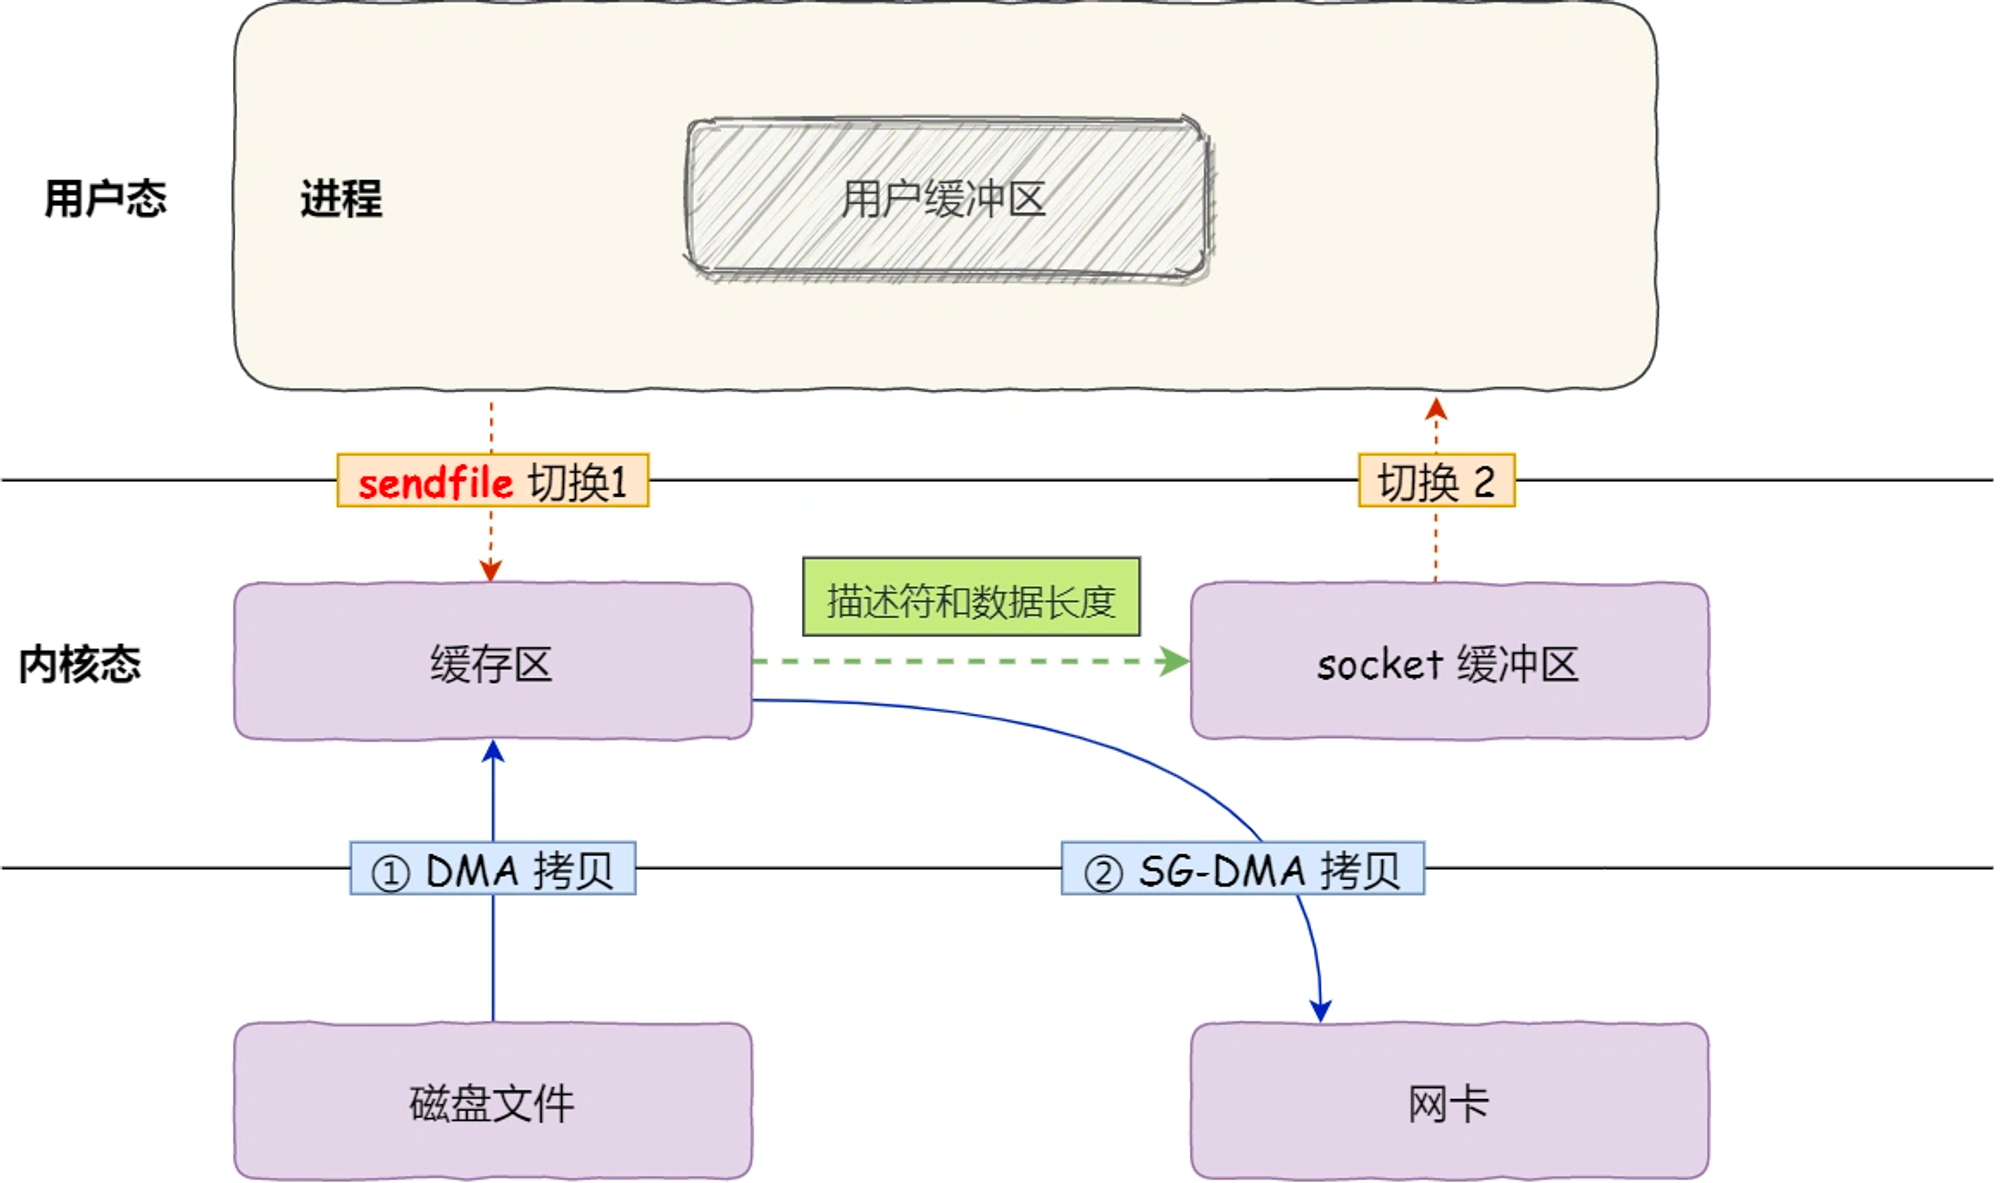 用户态
进程
用户缓冲区
sendfile 切换1
切换 2
描述符和数据长度
内核态
缓存区
socket 缓冲区
① DMA 拷贝
② SG-DMA 拷贝
磁盘文件
网卡